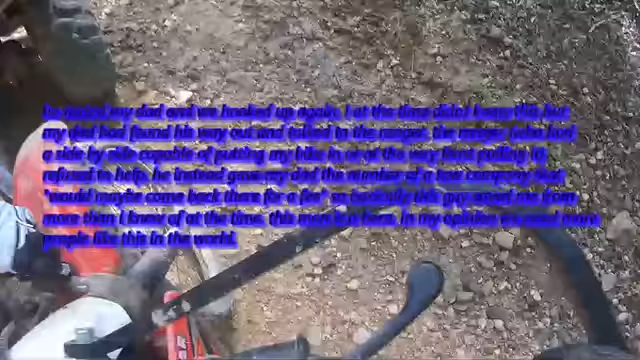 he texted my dad and we hooked up again. I at the time didnt know this but
my dad had found his way out and talked to the ranger. the ranger (who had
a side by side capable of putting my bike in or at the very least pulling it)
refused to help. he instead gave my dad the number of a tow company that
"would maybe come back there for a fee" so basically this guy saved me from
more than I knew of at the time. this man is a hero. in my opinion we need more
people like this in the world.